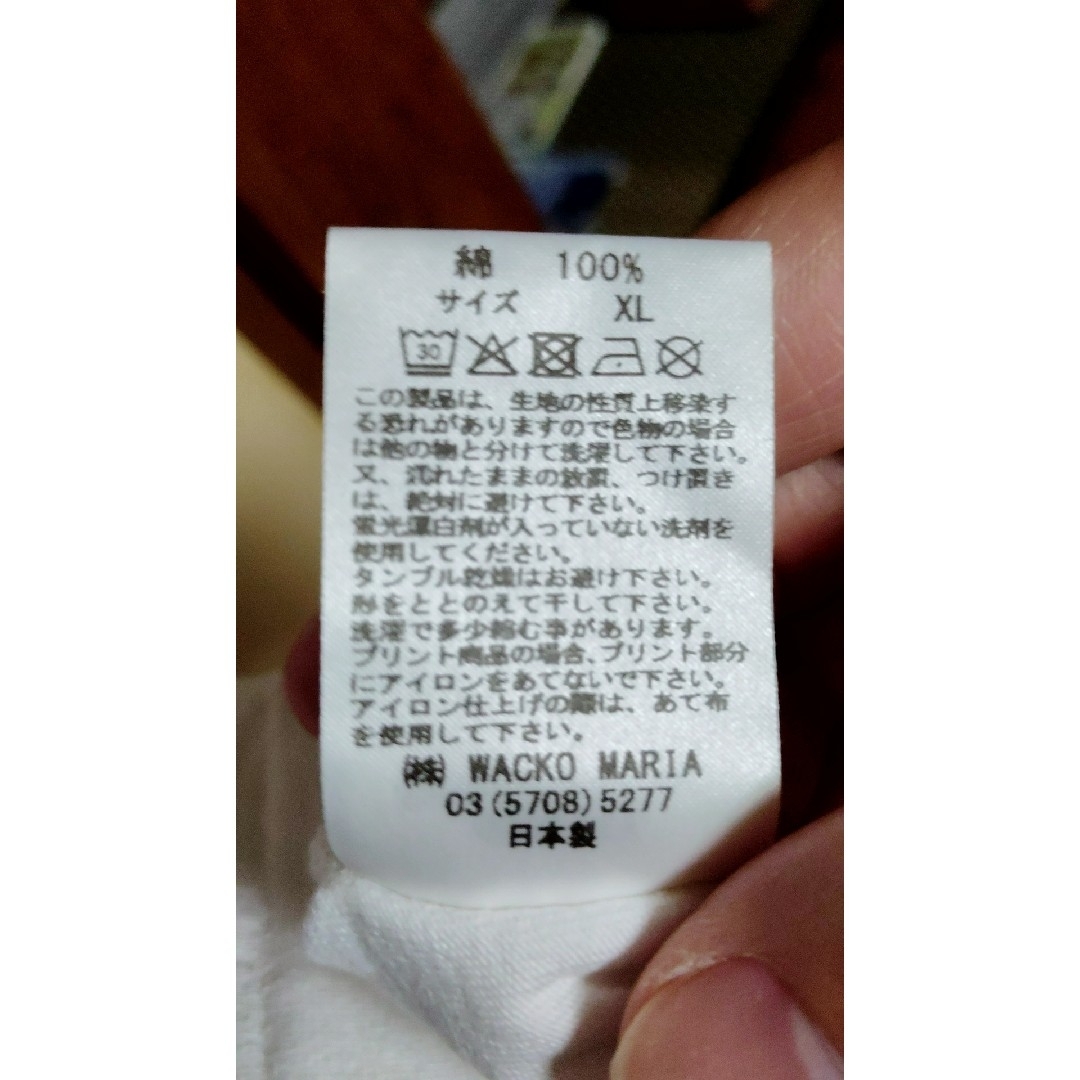 綿 100%
サイズ XL
30
この製品は、生地の性質上移染す
る恐れがありますので色物の場合
は他の物と分けて洗濯して下さい。
又、汚れたままの放置、つけ置き
は、絶対に避けて下さい。
蛍光漂白剤が入っていない洗剤を
使用してください。
タンブル乾燥はお避け下さい。
形をととのえて干して下さい。
洗濯で多少縮む事があります。
プリント商品の場合、プリント部分
にアイロンをあてないで下さい。
アイロン仕上げの際は、あて布
を使用して下さい。
㈱ WACKO MARIA
03(5708)5277
日本製